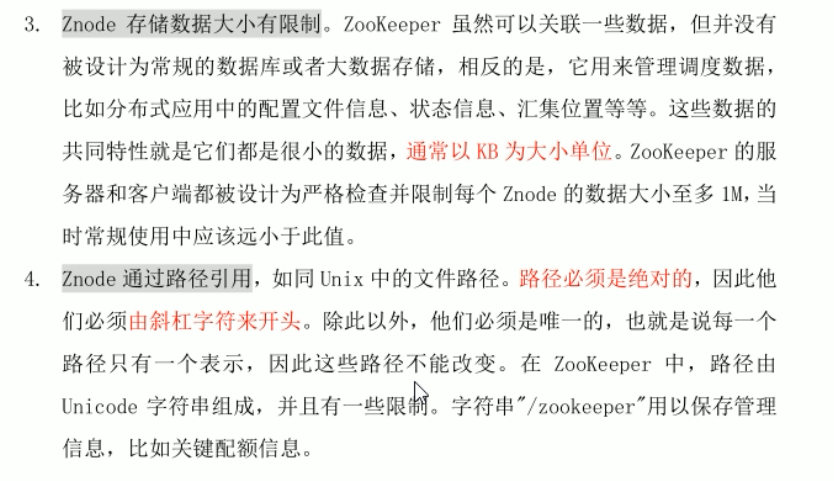 3. Znode 存储数据大小有限制。ZooKeeper 虽然可以关联一些数据，但并没有
被设计为常规的数据库或者大数据存储，相反的是，它用来管理调度数据，
比如分布式应用中的配置文件信息、状态信息、汇集位置等等。这些数据的
共同特性就是它们都是很小的数据，通常以 KB 为大小单位。ZooKeeper 的服
务器和客户端都被设计为严格检查并限制每个 Znode 的数据大小至多 1M，当
时常规使用中应该远小于此值。
4. Znode 通过路径引用，如同 Unix 中的文件路径。路径必须是绝对的，因此他
们必须由斜杠字符来开头。除此以外，他们必须是唯一的，也就是说每一个
路径只有一个表示，因此这些路径不能改变。在 ZooKeeper 中，路径由
Unicode 字符串组成，并且有一些限制。字符串"/zookeeper"用以保存管理
信息，比如关键配额信息。